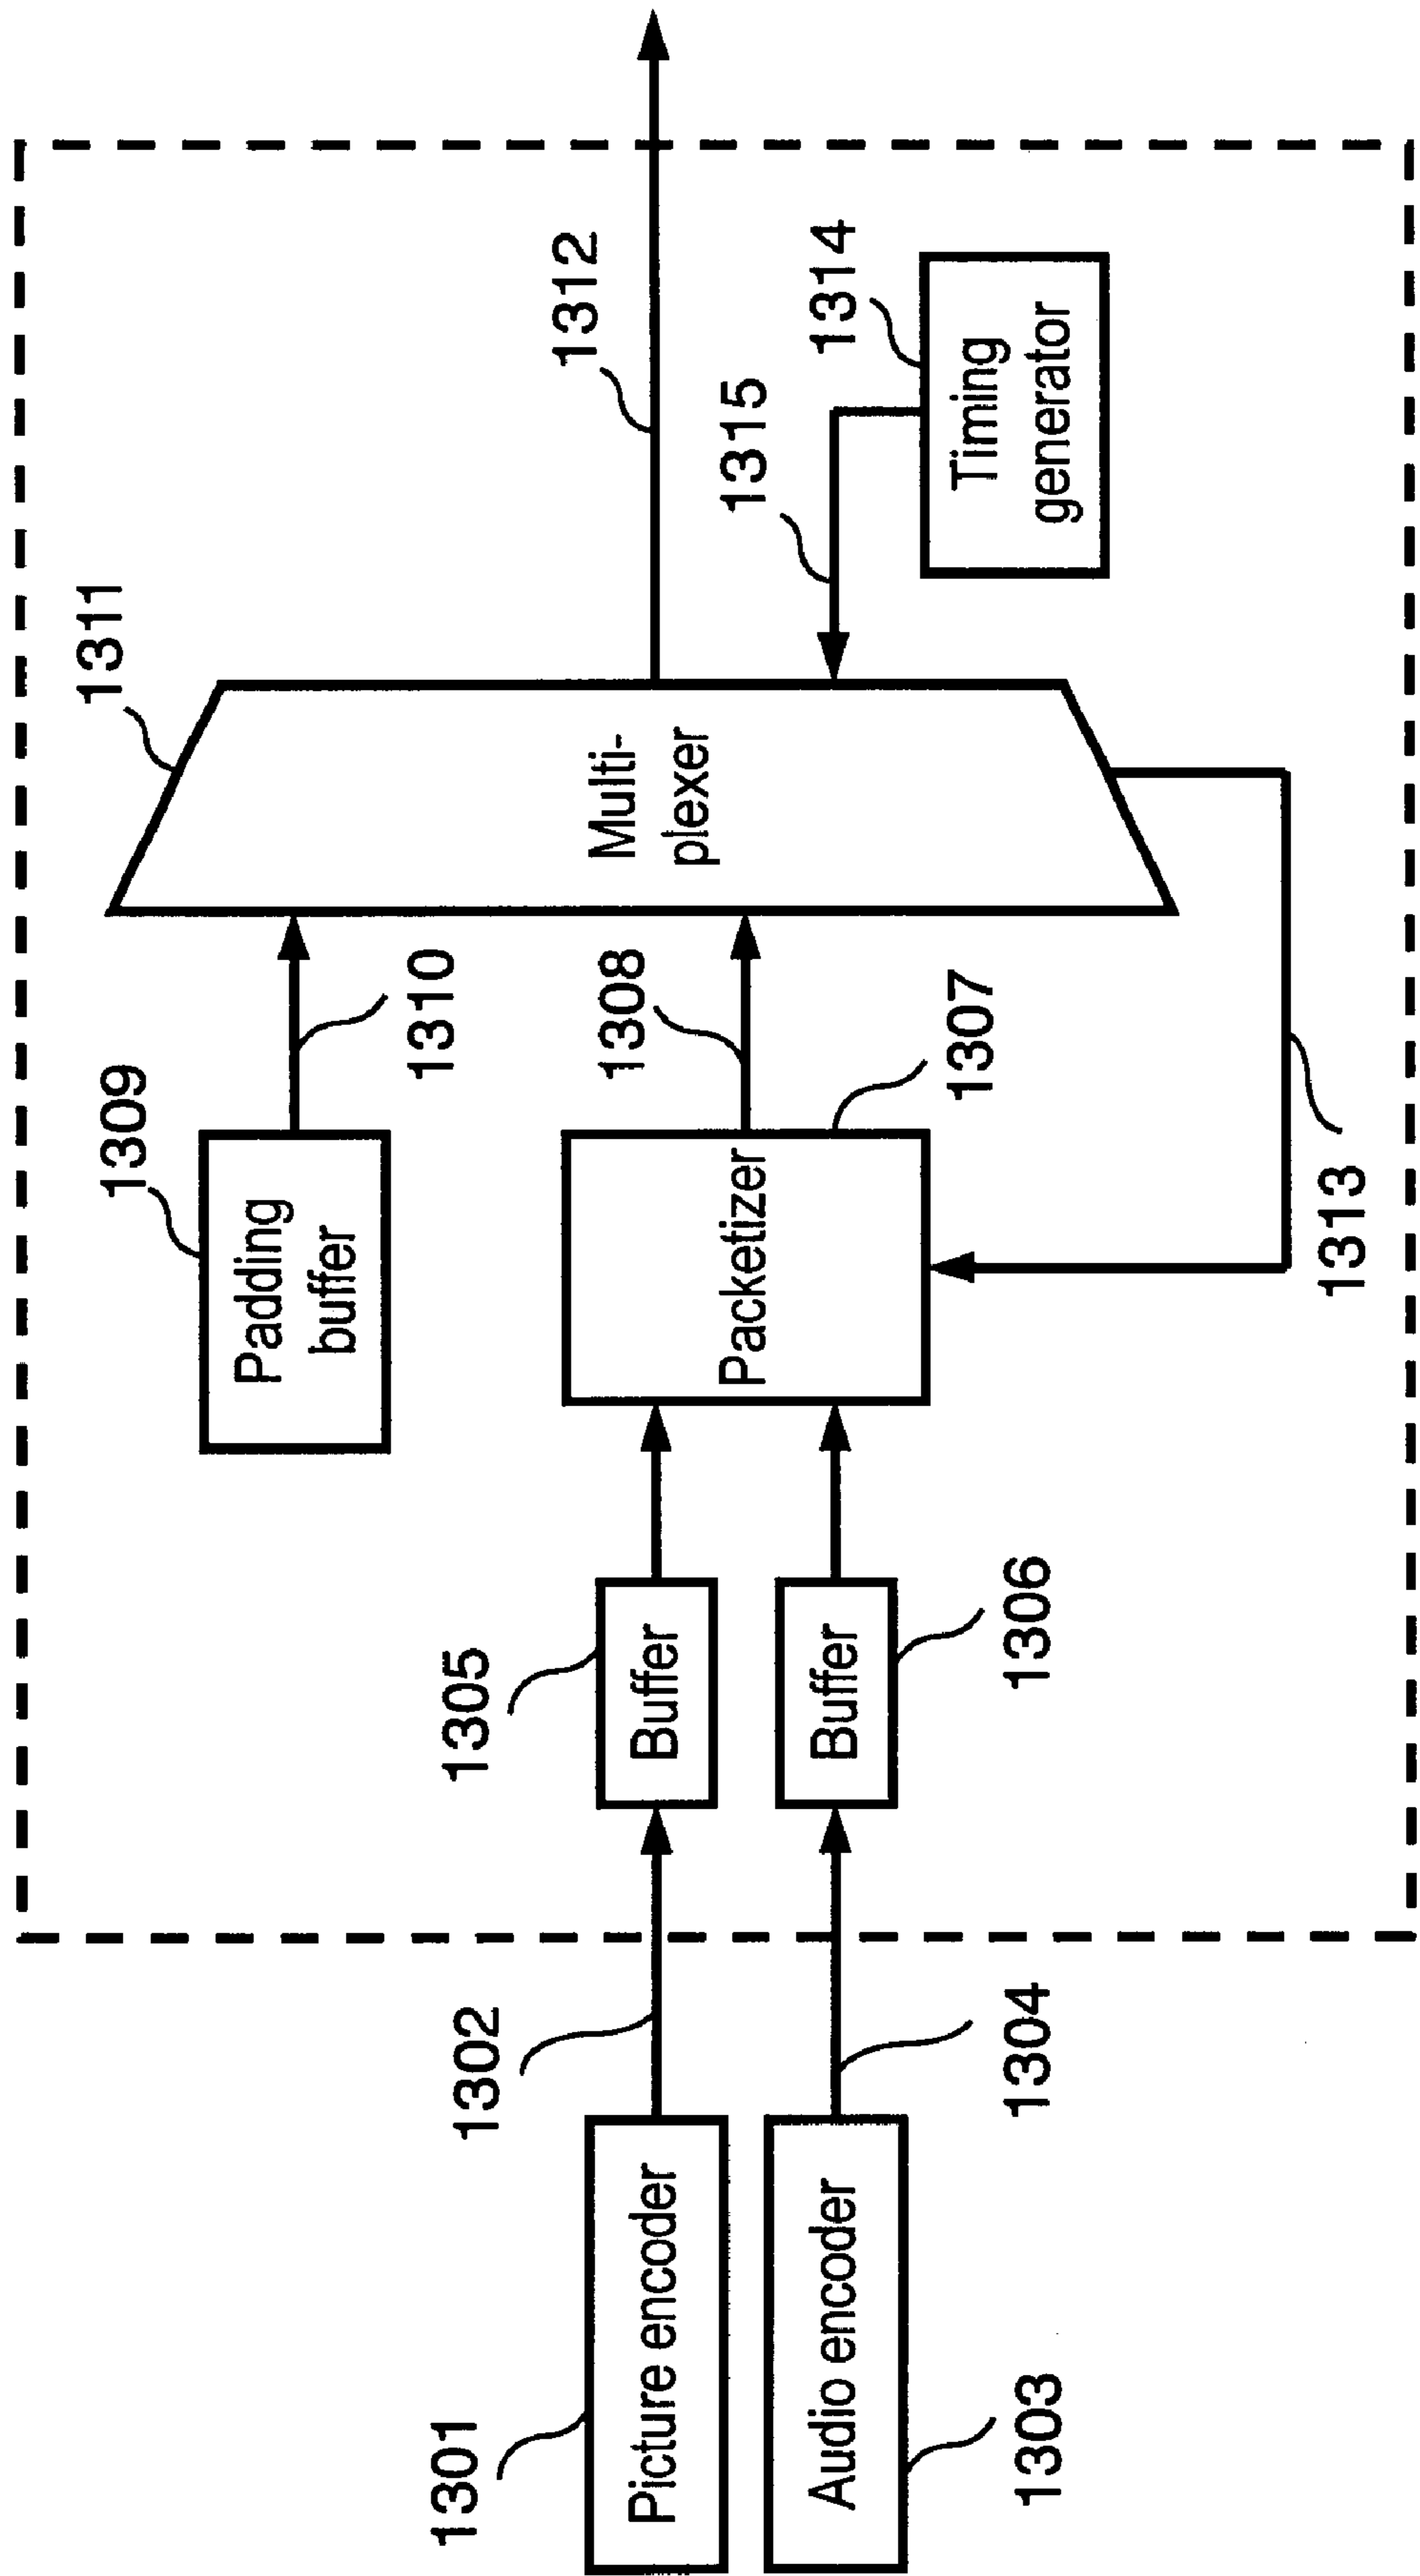 1311
1309
Padding
buffer
1310
1312
1305
Buffer
1302
1301
Picture encoder
Packetizer
1308
1307
Multi-
plexer
1315
1314
Timing
generator
Buffer
1306
1304
Audio encoder
1303
1313